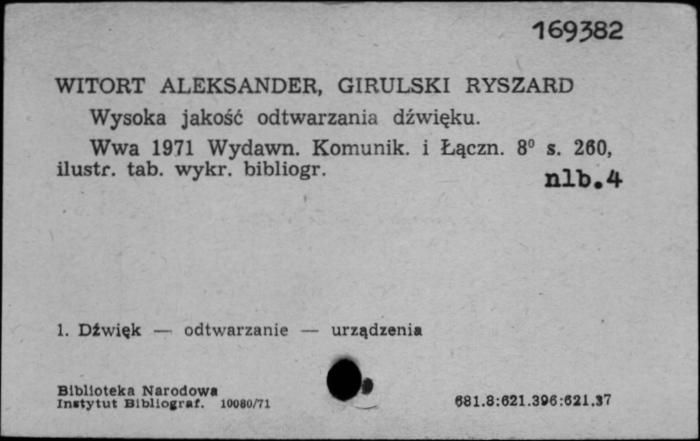 169382
WITORT ALEKSANDER, GIRULSKI RYSZARD
Wysoka jakość odtwarzania dźwięku.
Wwa 1971 Wydawn. Komunik. i Łączn. 8º s. 260,
ilustr. tab. wykr. bibliogr.
nlb.4
1. Dźwięk — odtwarzanie — urządzenia
Biblioteka Narodowa
Instytut Bibliograf. 10080/71
681.8:621.396:621.37